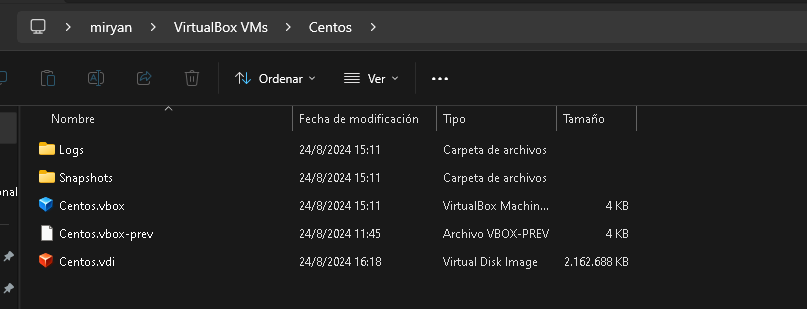 miryan > VirtualBox VMs > Centos >
Ordenar Ver ...
Nombre Fecha de modificación Tipo Tamaño
Logs 24/8/2024 15:11 Carpeta de archivos
Snapshots 24/8/2024 15:11 Carpeta de archivos
onal
Centos.vbox 24/8/2024 15:11 VirtualBox Machin... 4 KB
Centos.vbox-prev 24/8/2024 11:45 Archivo VBOX-PREV 4 KB
Centos.vdi 24/8/2024 16:18 Virtual Disk Image 2.162.688 KB